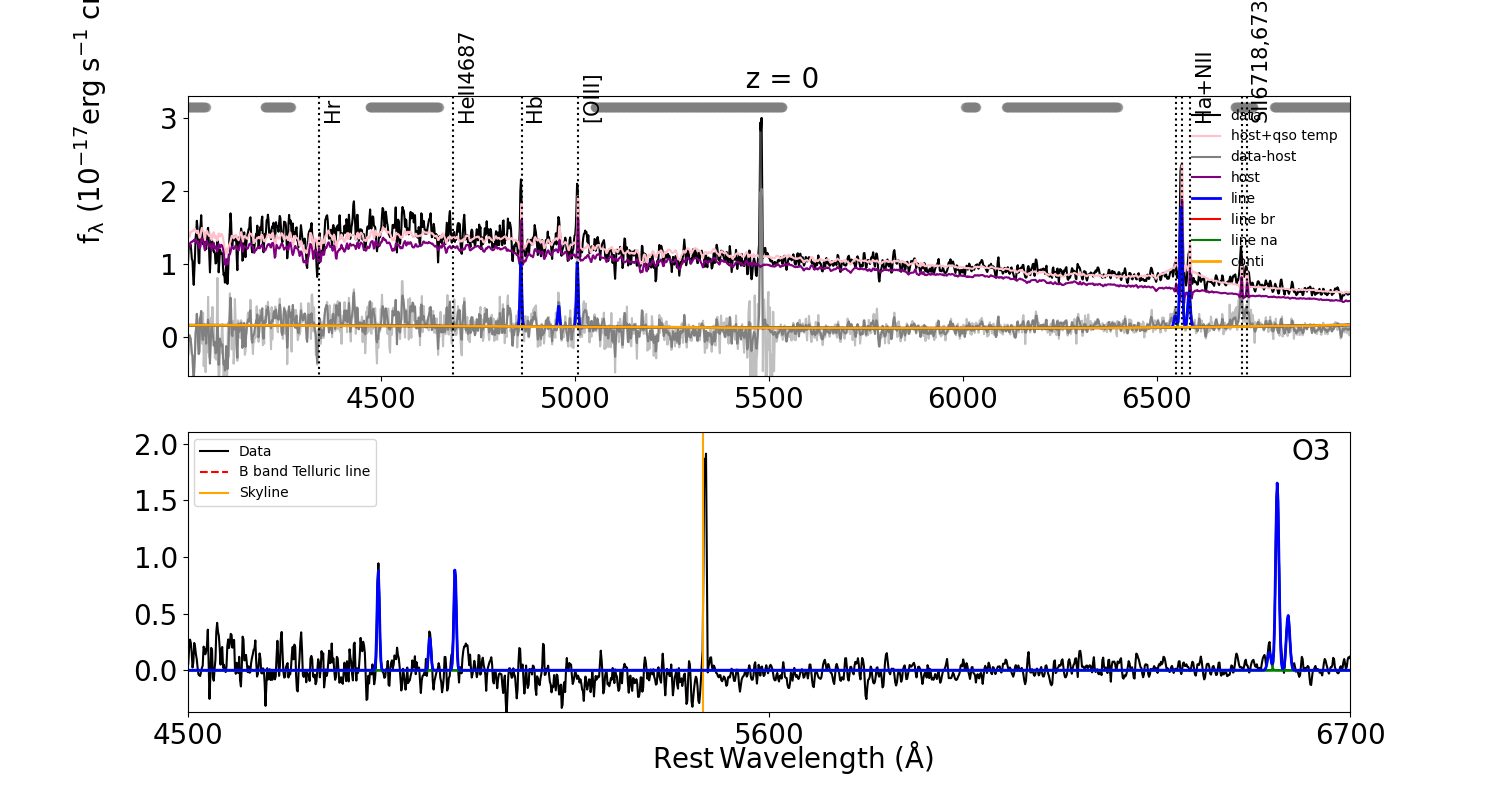 z = 0
f_λ (10^−17 erg s^−1
Hr
HeII4687
Hb
[OIII]
Ha+NII
SII6718,673
3
2
1
0
data
host+qso temp
data-host
host
line
line br
line na
conti
4500 5000 5500 6000 6500
O3
Data
B band Telluric line
Skyline
2.0
1.5
1.0
0.5
0.0
4500 5600 6700
Rest Wavelength (Å)